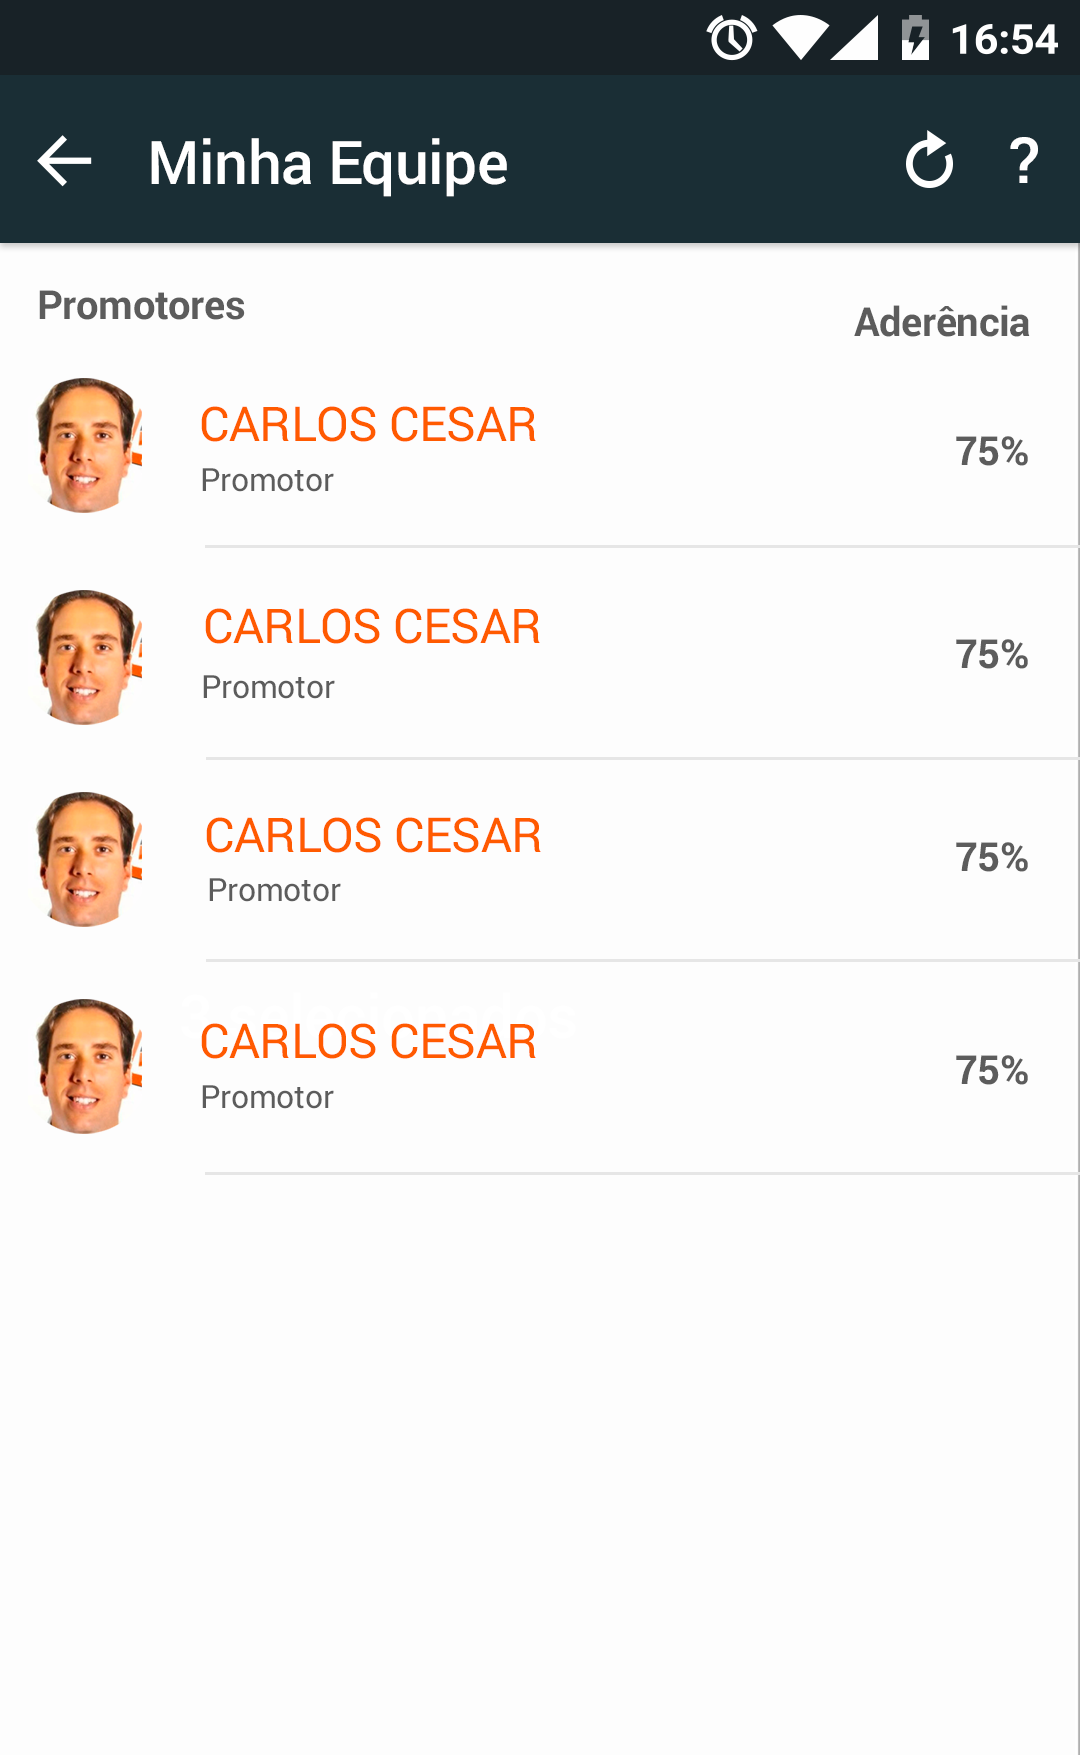 16:54
Minha Equipe ?
Promotores
Aderência
CARLOS CESAR
Promotor
75%
CARLOS CESAR
Promotor
75%
CARLOS CESAR
Promotor
75%
CARLOS CESAR
Promotor
75%